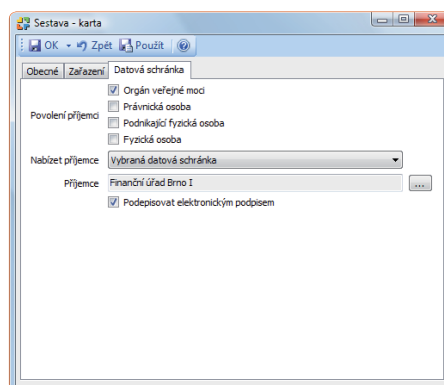 Sestava - karta
OK Zpět Použít
Obecné Zařazení Datová schránka
Povolení příjemci
Orgán veřejné moci
Právnická osoba
Podnikající fyzická osoba
Fyzická osoba
Nabízet příjemce Vybraná datová schránka
Příjemce Finanční úřad Brno I ...
Podepisovat elektronickým podpisem